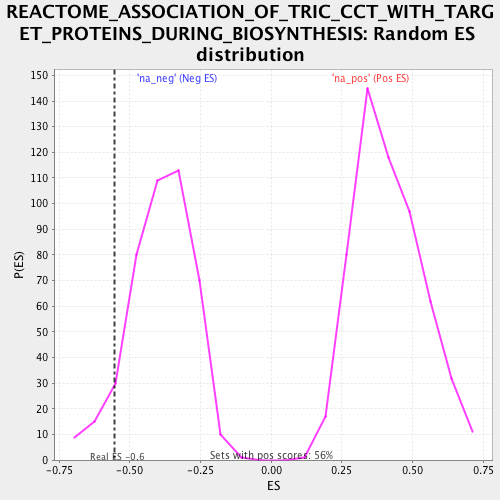 REACTOME_ASSOCIATION_OF_TRIC_CCT_WITH_TARG
ET_PROTEINS_DURING_BIOSYNTHESIS: Random ES
distribution
'na_neg' (Neg ES)
'na_pos' (Pos ES)
150
140
130
120
110
100
90
80
70
60
50
40
30
20
10
0
P(ES)
Real ES -0.6
Sets with pos scores: 56%
-0.75
-0.50
-0.25
0.00
0.25
0.50
0.75
ES